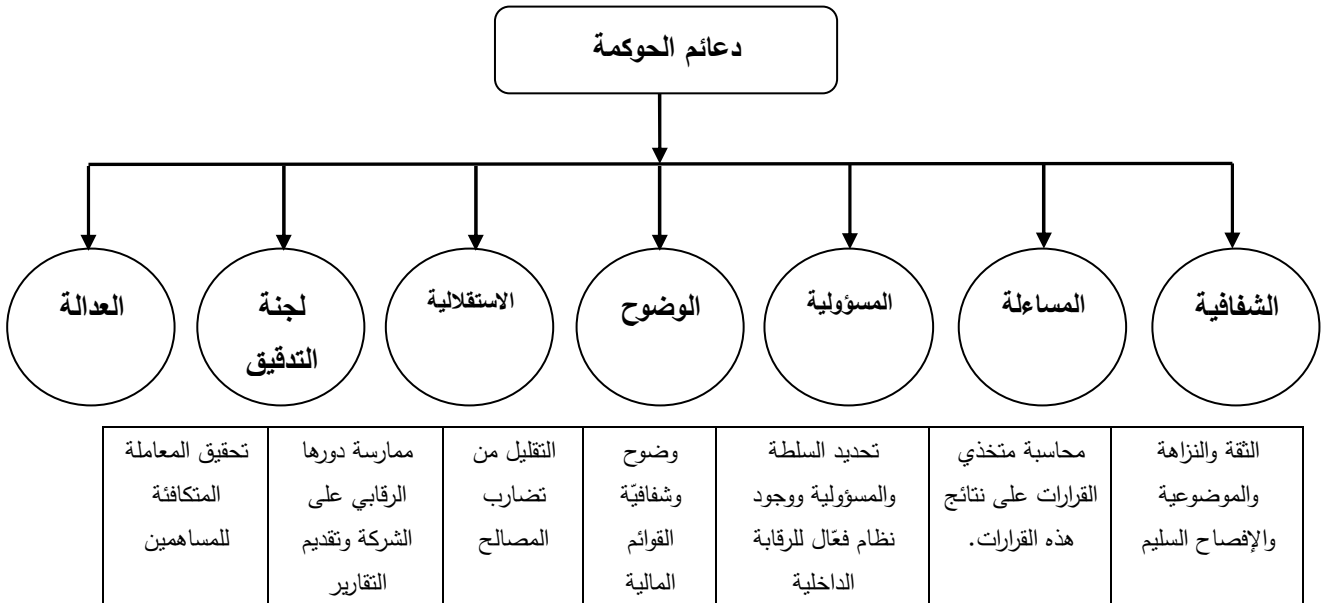 دعائم الحوكمة
الشفافية
المساءلة
المسؤولية
الوضوح
الاستقلالية
لجنة
التدقيق
العدالة
الثقة والنزاهة
والموضوعية
والإفصاح السليم
محاسبة متخذي
القرارات على نتائج
هذه القرارات.
تحديد السلطة
والمسؤولية ووجود
نظام فعّال للرقابة
الداخلية
وضوح
وشفافيّة
القوائم
المالية
التقليل من
تضارب
المصالح
ممارسة دورها
الرقابي على
الشركة وتقديم
التقارير
تحقيق المعاملة
المتكافئة
للمساهمين